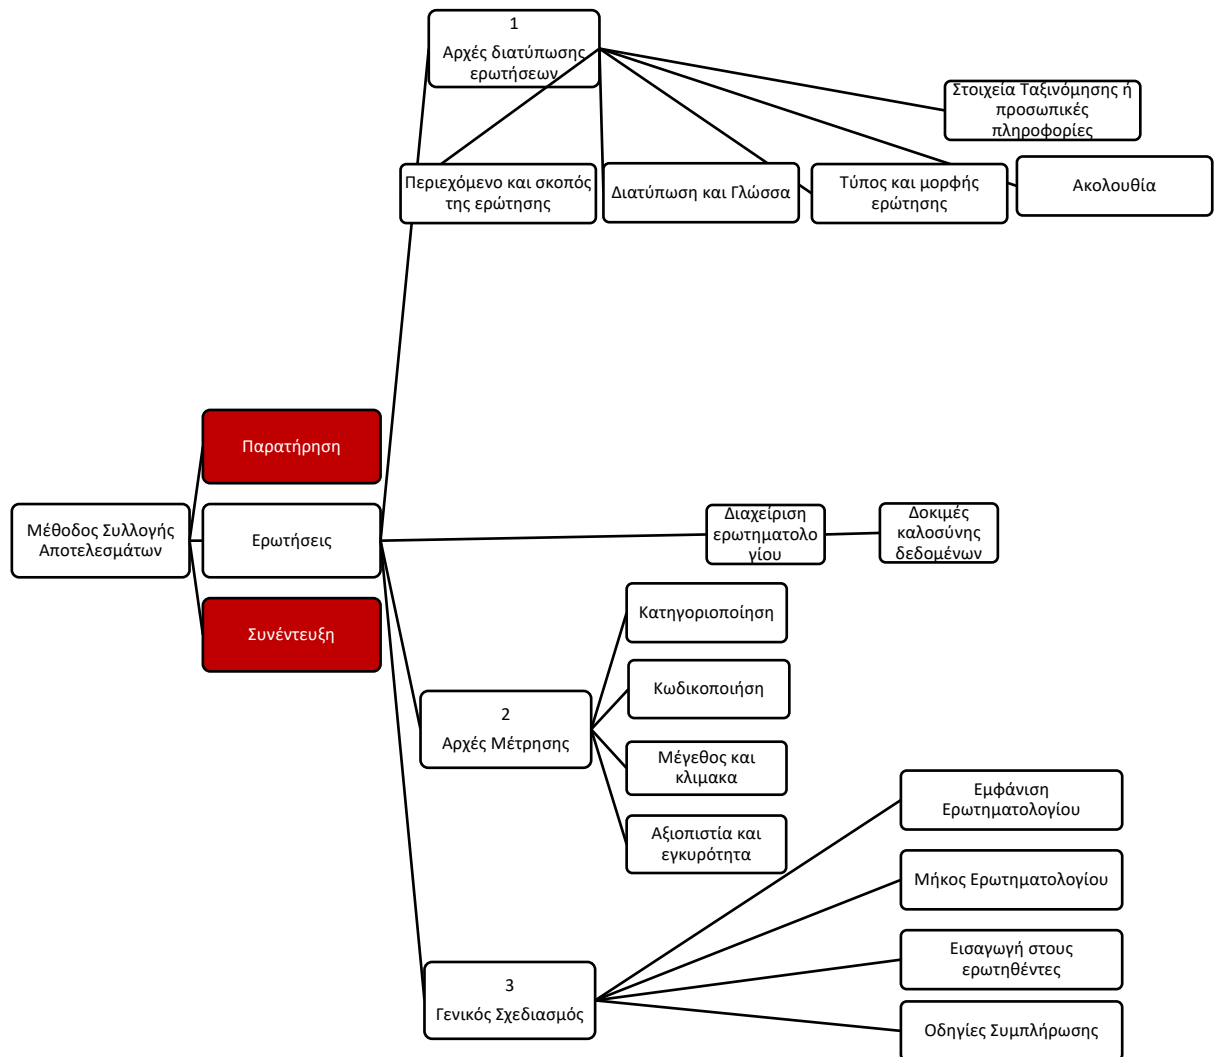 1
Αρχές διατύπωσης
ερωτήσεων
Στοιχεία Ταξινόμησης ή
προσωπικές
πληροφορίες
Περιεχόμενο και σκοπός
της ερώτησης
Διατύπωση και Γλώσσα
Τύπος και μορφής
ερώτησης
Ακολουθία
Παρατήρηση
Μέθοδος Συλλογής
Αποτελεσμάτων
Ερωτήσεις
Συνέντευξη
Διαχείριση
ερωτηματολο
γίου
Δοκιμές
καλοσύνης
δεδομένων
2
Αρχές Μέτρησης
Κατηγοριοποίηση
Κωδικοποιήση
Μέγεθος και
κλιμακα
Αξιοπιστία και
εγκυρότητα
3
Γενικός Σχεδιασμός
Εμφάνιση
Ερωτηματολογίου
Μήκος Ερωτηματολογίου
Εισαγωγή στους
ερωτηθέντες
Οδηγίες Συμπλήρωσης